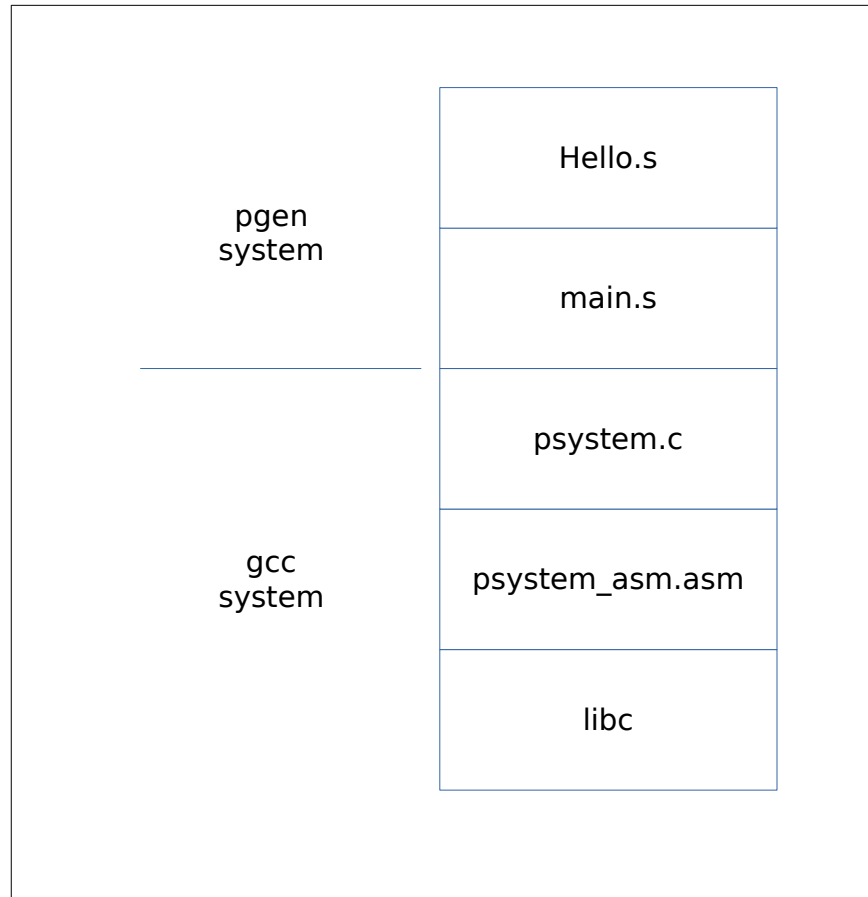 Hello.s
pgen
system
main.s
psystem.c
gcc
system
psystem_asm.asm
libc